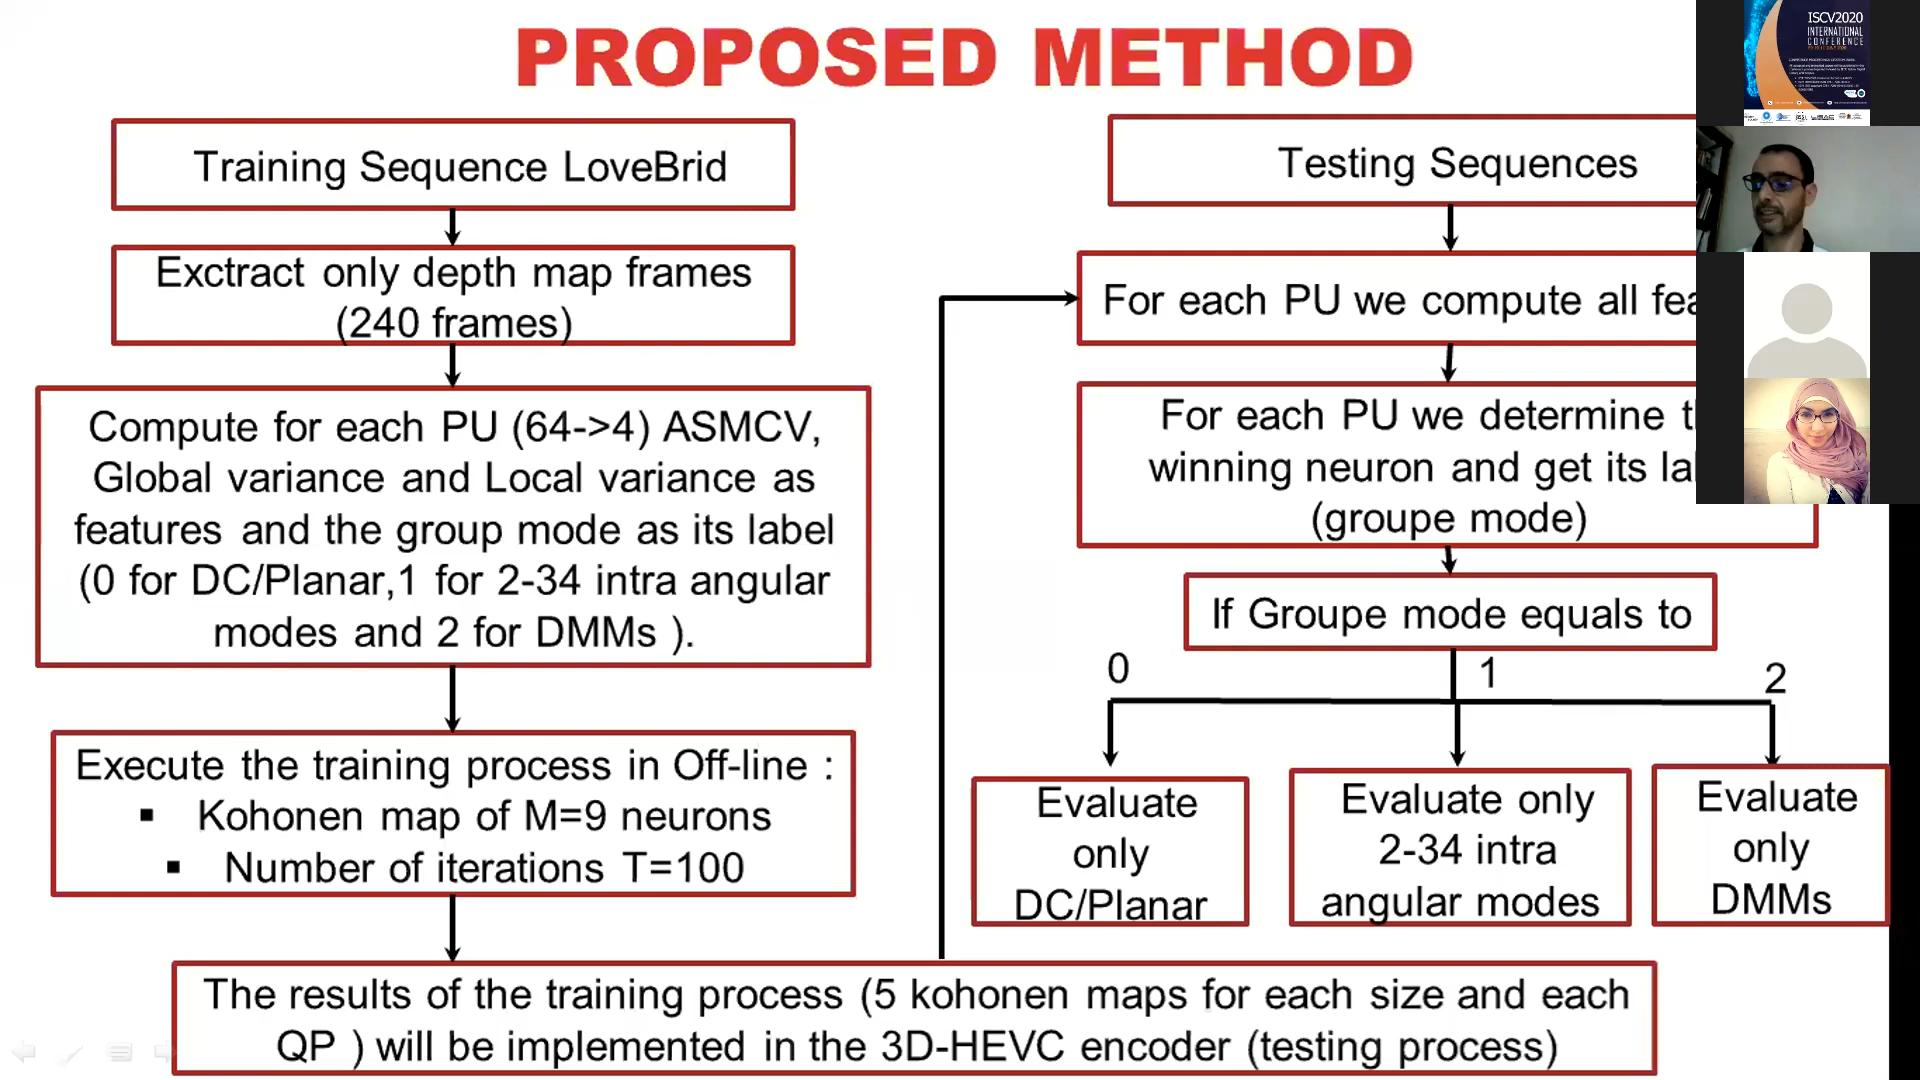 PROPOSED METHOD
Training Sequence LoveBrid
Exctract only depth map frames
(240 frames)
Compute for each PU (64->4) ASMCV,
Global variance and Local variance as
features and the group mode as its label
(0 for DC/Planar,1 for 2-34 intra angular
modes and 2 for DMMs ).
Execute the training process in Off-line :
▪ Kohonen map of M=9 neurons
▪ Number of iterations T=100
The results of the training process (5 kohonen maps for each size and each
QP ) will be implemented in the 3D-HEVC encoder (testing process)
Testing Sequences
For each PU we compute all
For each PU we determine
winning neuron and get its
(groupe mode)
If Groupe mode equals to
0
1
2
Evaluate
only
DC/Planar
Evaluate only
2-34 intra
angular modes
Evaluate
only
DMMs
ISCV2020
INTERNATIONAL
CONFERENCE